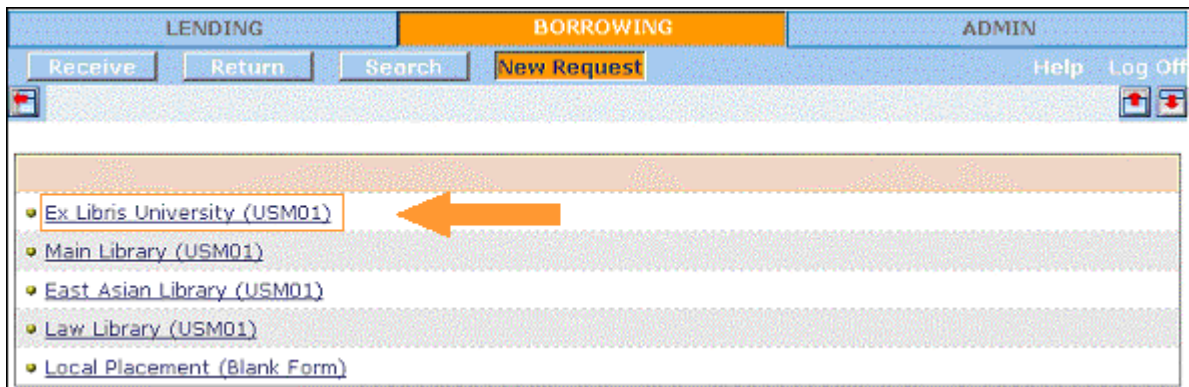 LENDING BORROWING ADMIN
Receive Return Search New Request Help Log Off
Ex Libris University (USM01)
Main Library (USM01)
East Asian Library (USM01)
Law Library (USM01)
Local Placement (Blank Form)